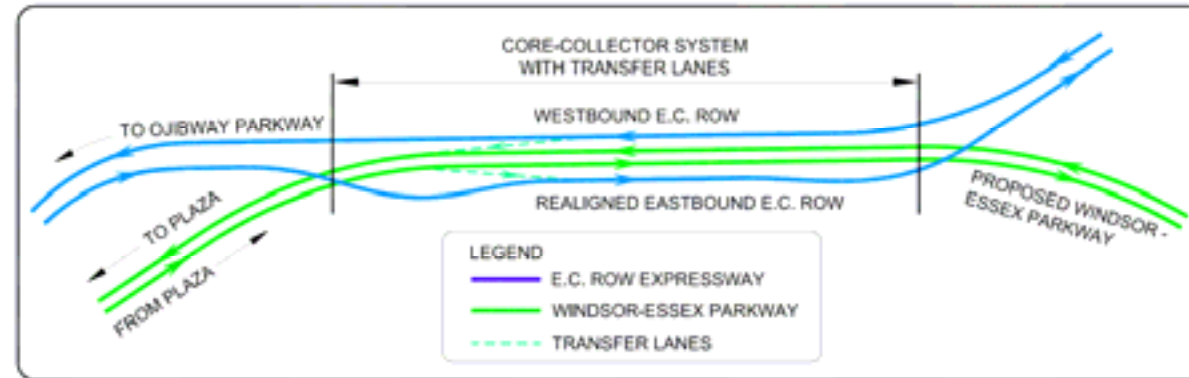 CORE-COLLECTOR SYSTEM
WITH TRANSFER LANES
TO OJIBWAY PARKWAY
WESTBOUND E.C. ROW
TO PLAZA
FROM PLAZA
REALIGNED EASTBOUND E.C. ROW
PROPOSED WINDSOR -
ESSEX PARKWAY
LEGEND
E.C. ROW EXPRESSWAY
WINDSOR-ESSEX PARKWAY
TRANSFER LANES